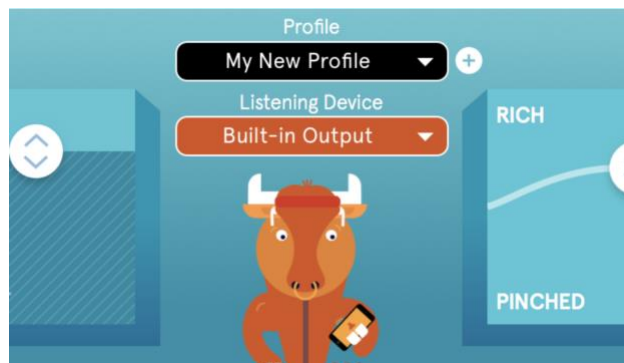 Profile
My New Profile
Listening Device
Built-in Output
RICH
PINCHED